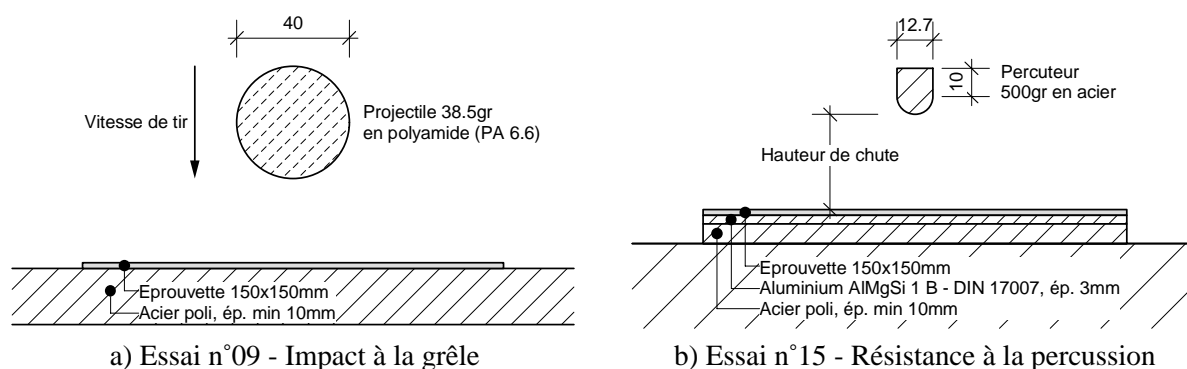 40
Vitesse de tir
Projectile 38.5gr
en polyamide (PA 6.6)
Eprouvette 150x150mm
Acier poli, ép. min 10mm
a) Essai n°09 - Impact à la grêle
12.7
10
Percuteur
500gr en acier
Hauteur de chute
Eprouvette 150x150mm
Aluminium AlMgSi 1 B - DIN 17007, ép. 3mm
Acier poli, ép. min 10mm
b) Essai n°15 - Résistance à la percussion